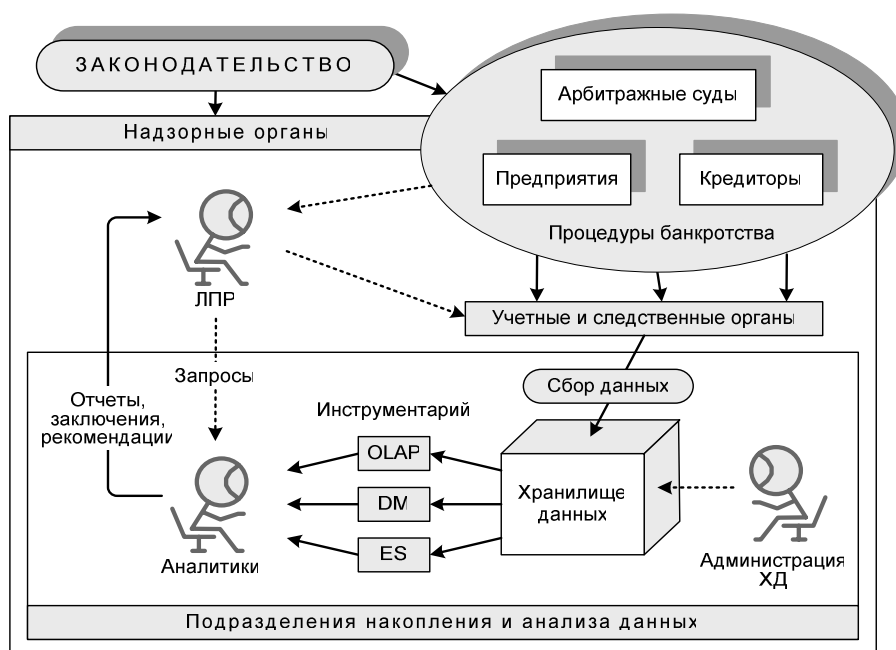 ЗАКОНОДАТЕЛЬСТВО
Арбитражные суды
Надзорные органы
Предприятия
Кредиторы
Процедуры банкротства
ЛПР
Учетные и следственные органы
Запросы
Сбор данных
Отчеты,
заключения,
рекомендации
Инструментарий
OLAP
Хранилище
данных
DM
ES
Аналитики
Администрация
ХД
Подразделения накопления и анализа данных